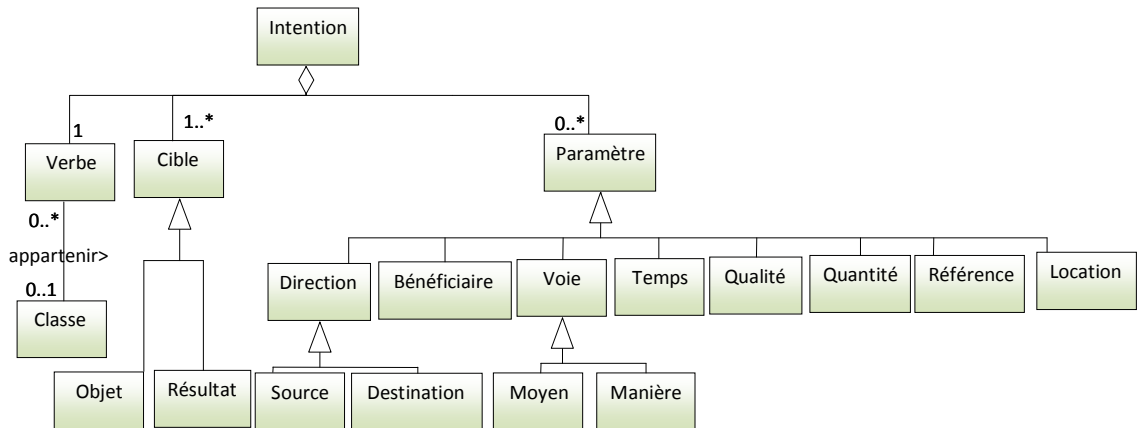 Intention
1
1..*
0..*
Verbe
Cible
Paramètre
0..*
appartenir>
0..1
Classe
Direction
Bénéficiaire
Voie
Temps
Qualité
Quantité
Référence
Location
Objet
Résultat
Source
Destination
Moyen
Manière